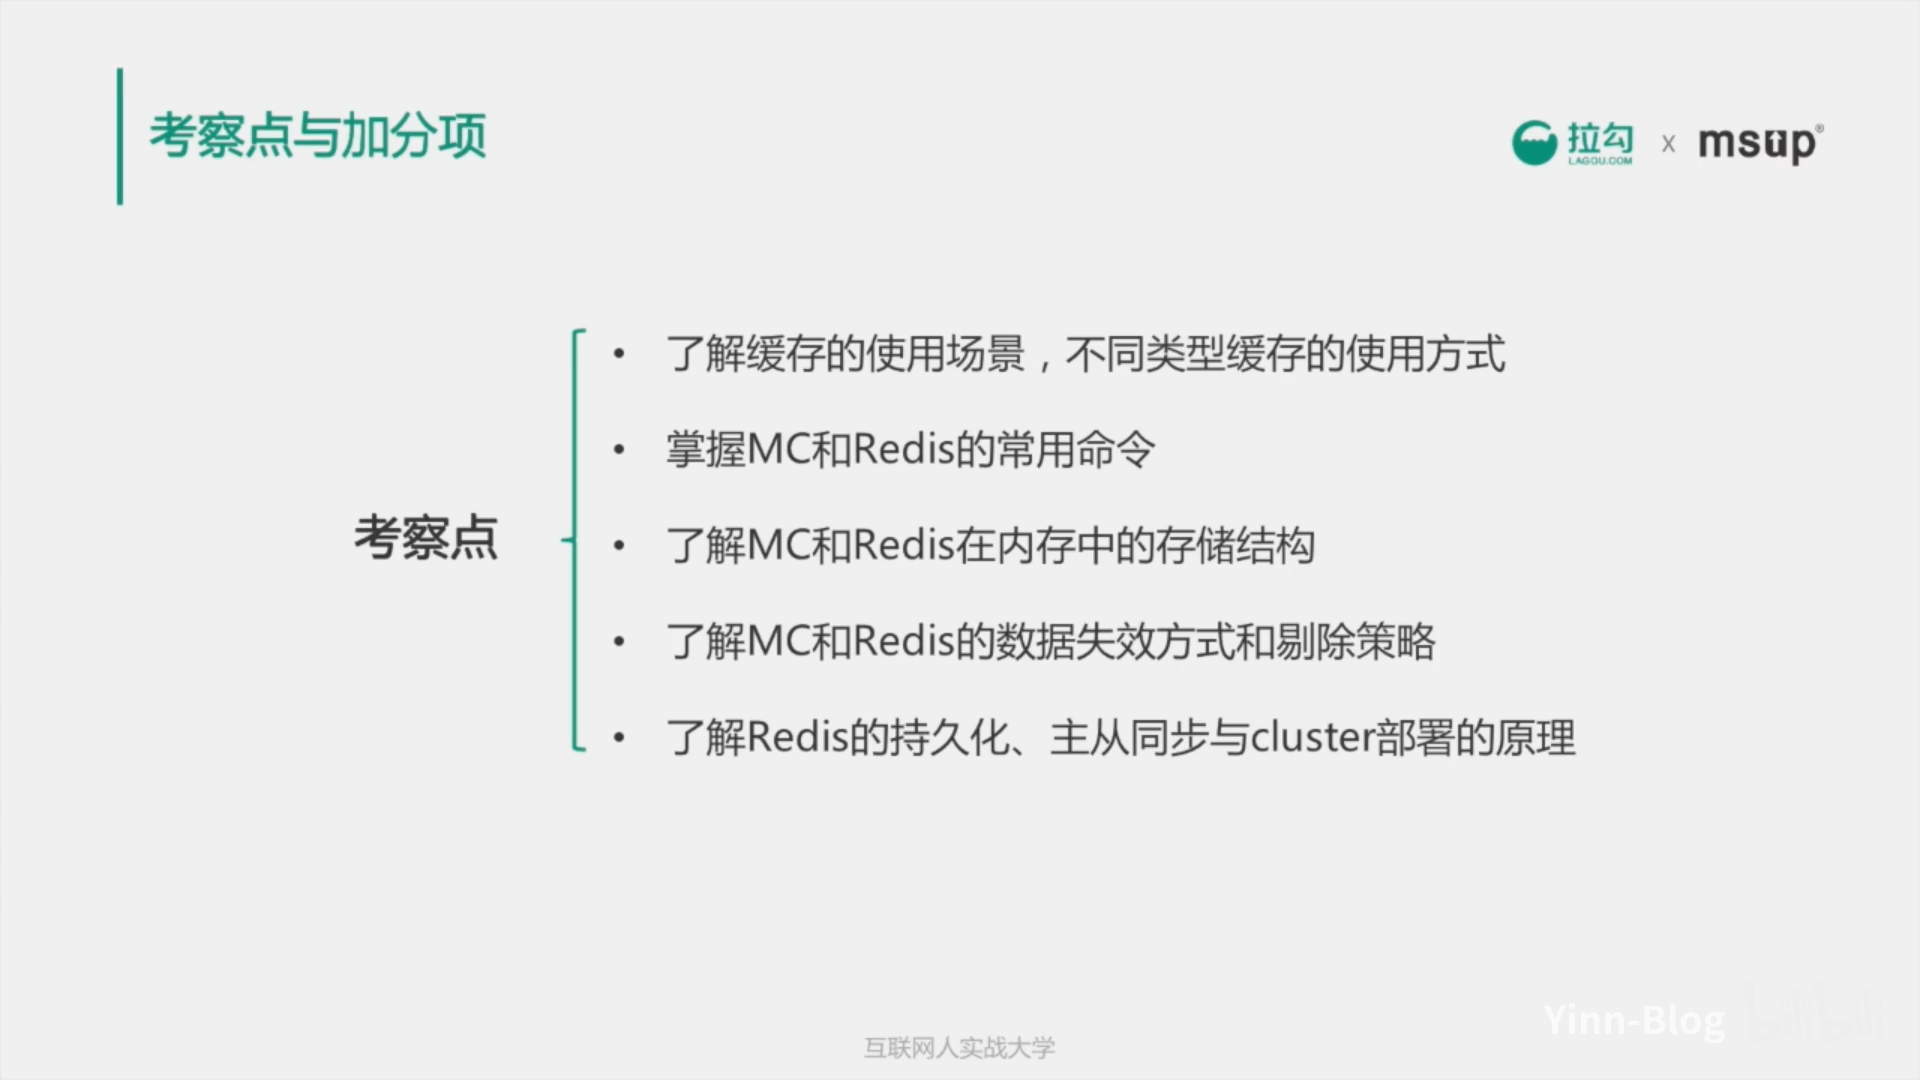 考察点与加分项
拉勾
LAGOU.COM
x
msup®
考察点
• 了解缓存的使用场景，不同类型缓存的使用方式
• 掌握MC和Redis的常用命令
• 了解MC和Redis在内存中的存储结构
• 了解MC和Redis的数据失效方式和剔除策略
• 了解Redis的持久化、主从同步与cluster部署的原理
Yinn-Blog
bilibili
互联网人实战大学